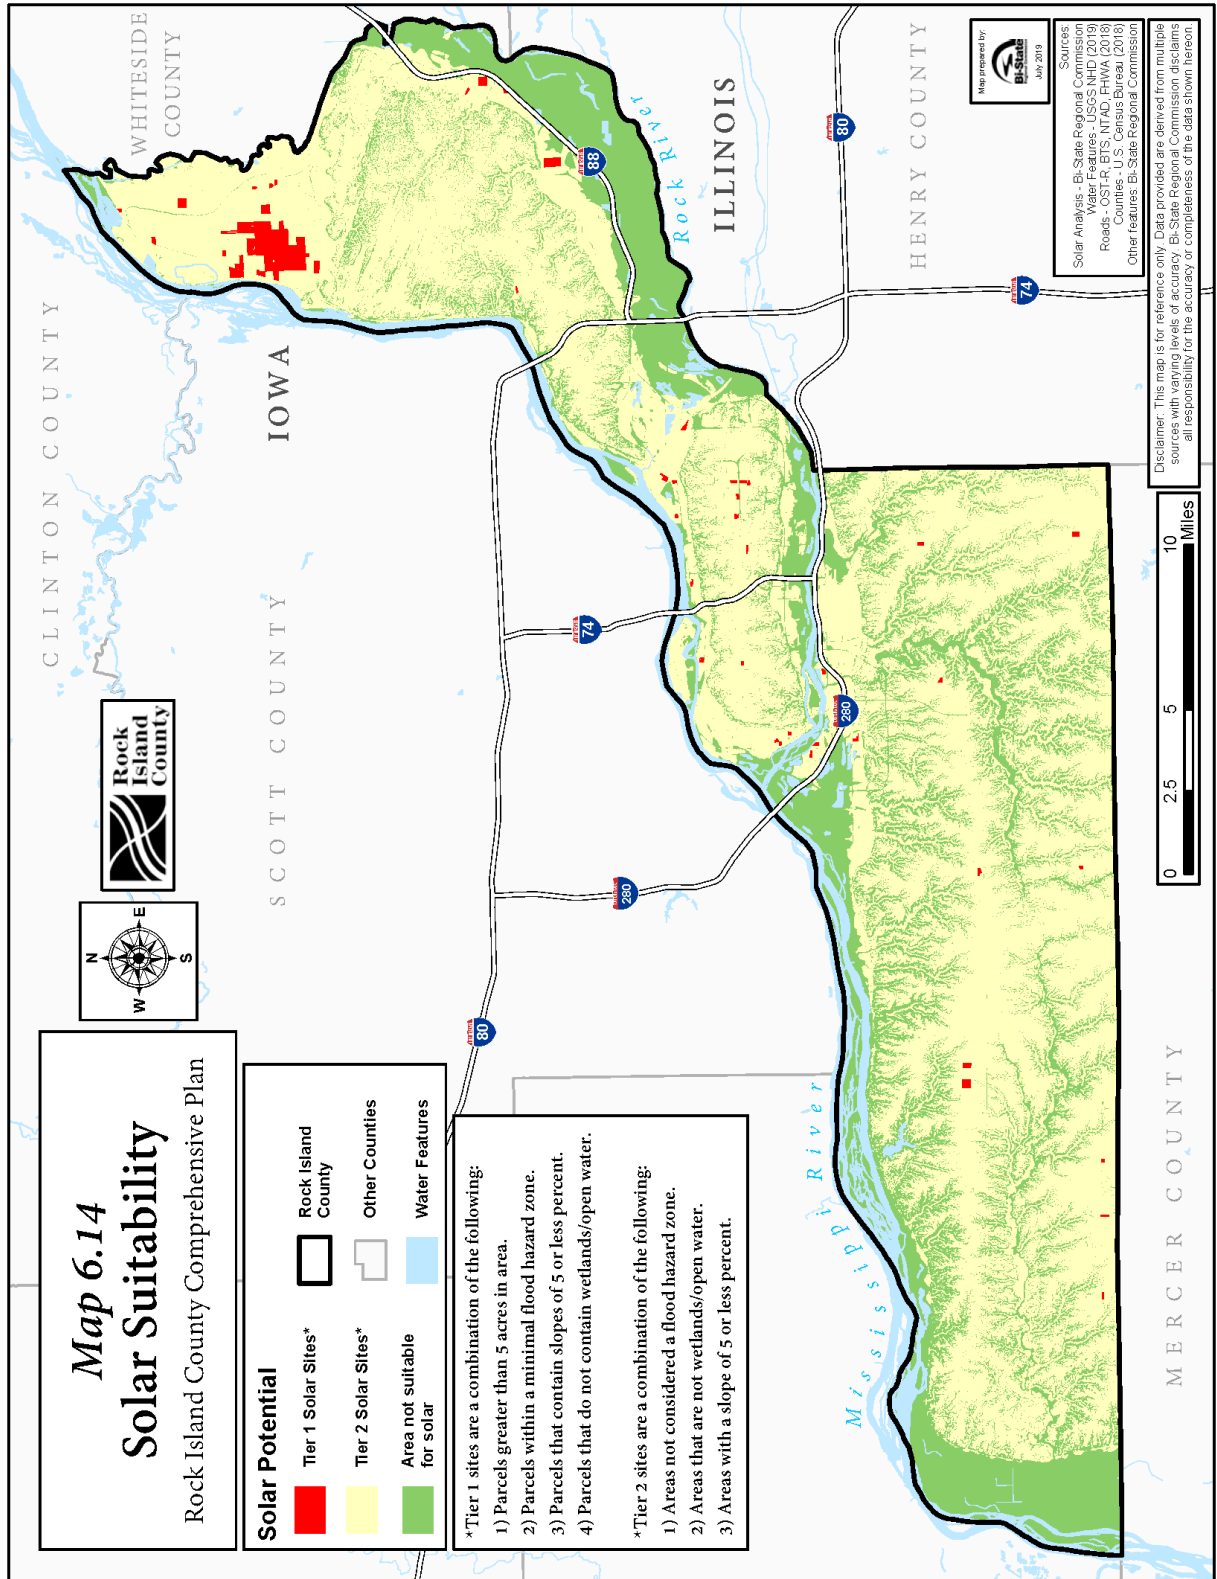 Map 6.14
Solar Suitability
Rock Island County Comprehensive Plan
N
W
E
S
Rock
Island
County
Solar Potential
Tier 1 Solar Sites*
Tier 2 Solar Sites*
Area not suitable
for solar
Rock Island
County
Other Counties
Water Features
*Tier 1 sites are a combination of the following:
1) Parcels greater than 5 acres in area.
2) Parcels within a minimal flood hazard zone.
3) Parcels that contain slopes of 5 or less percent.
4) Parcels that do not contain wetlands/open water.
*Tier 2 sites are a combination of the following:
1) Areas not considered a flood hazard zone.
2) Areas that are not wetlands/open water.
3) Areas with a slope of 5 or less percent.
CLINTON COUNTY
WHITESIDE
COUNTY
IOWA
SCOTT COUNTY
80
74
280
88
Rock River
ILLINOIS
80
HENRY COUNTY
74
280
Mississippi River
MERCER COUNTY
0
2.5
5
10
Miles
Map prepared by:
Bi-State
July 2019
Sources:
Solar Analysis - Bi-State Regional Commission
Water Features - USGS NHD (2019)
Roads - OST-R, BTS, NTAD, FHWA (2018)
Counties - U.S. Census Bureau (2018)
Other features: Bi-State Regional Commission
Disclaimer: This map is for reference only. Data provided are derived from multiple
sources with varying levels of accuracy. Bi-State Regional Commission disclaims
all responsibility for the accuracy or completeness of the data shown hereon.